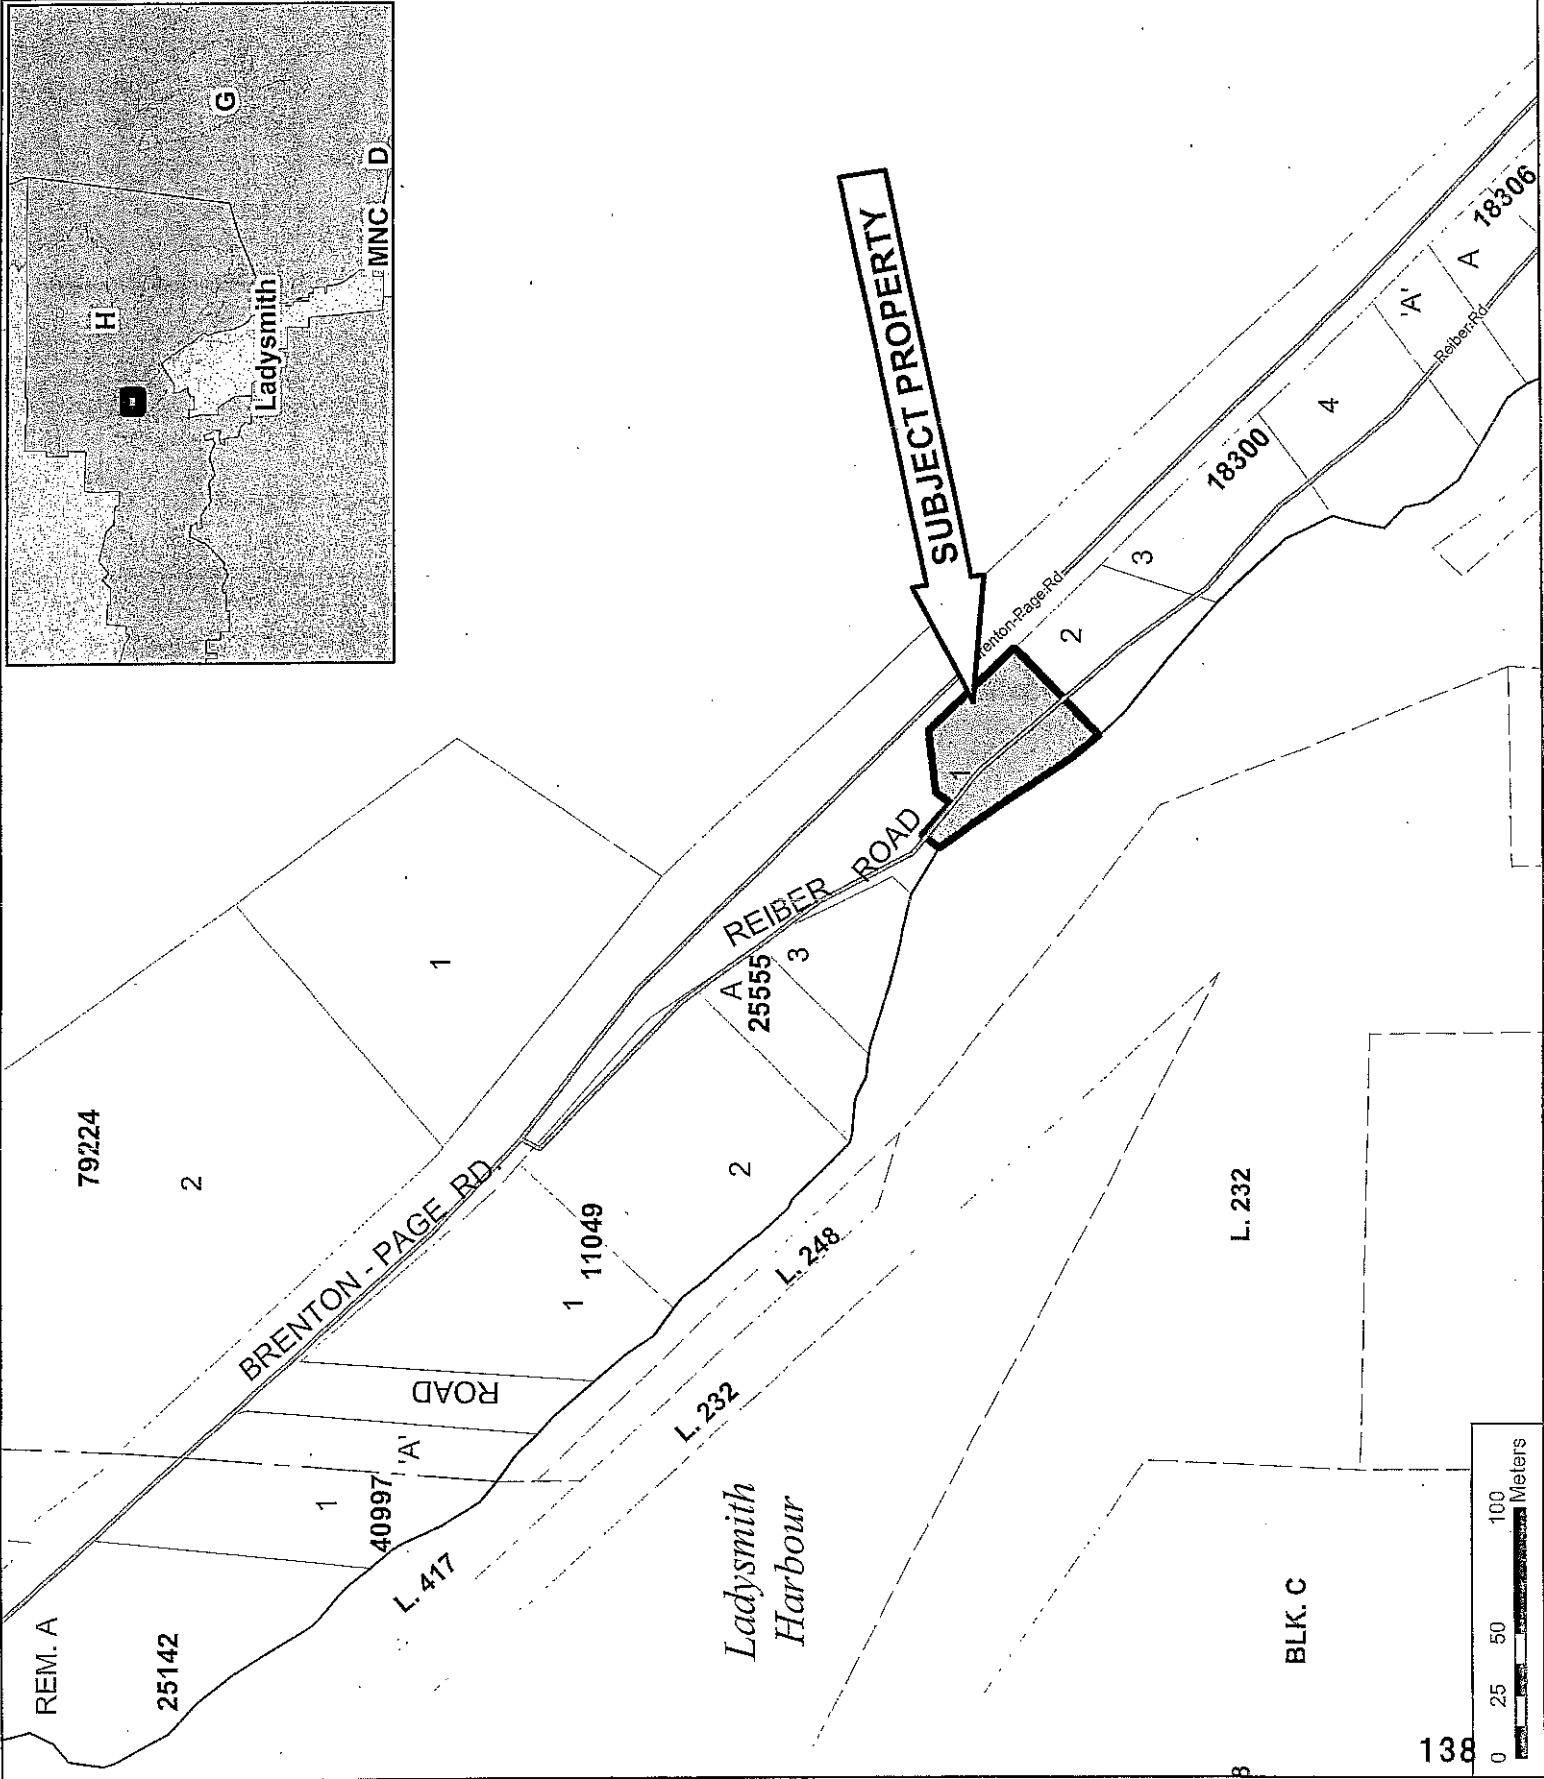 H
G
Ladysmith
MNC
D
SUBJECT PROPERTY
79224
2
1
BRENTON - PAGE RD.
REIBER ROAD
REM. A
25142
1
40997
'A'
ROAD
1
11049
2
A
25555
3
1
2
3
18300
4
'A'
A
18306
Reiber Rd
L. 417
L. 232
L. 248
L. 232
Ladysmith
Harbour
BLK. C
0 25 50 100
Meters
138
8